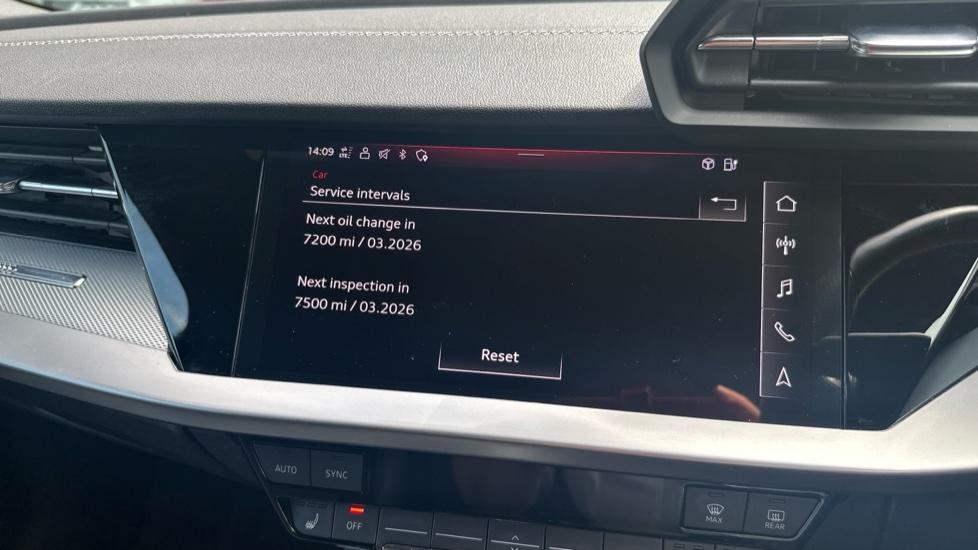 14:09 LTE
Car
Service intervals
Next oil change in
7200 mi / 03.2026
Next inspection in
7500 mi / 03.2026
Reset
AUTO
SYNC
OFF
MAX
REAR